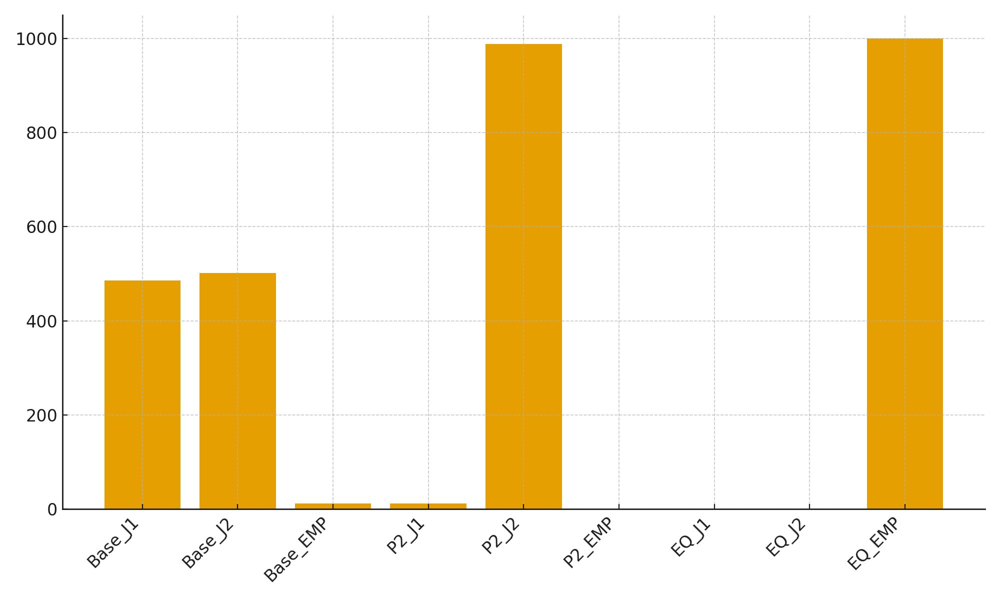 1000
800
600
400
200
0
Base_J1
Base_J2
Base_EMP
P2_J1
P2_J2
P2_EMP
EQ_J1
EQ_J2
EQ_EMP